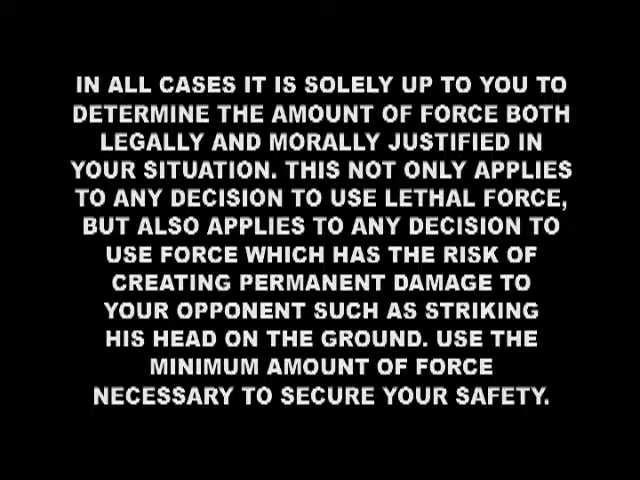 IN ALL CASES IT IS SOLELY UP TO YOU TO
DETERMINE THE AMOUNT OF FORCE BOTH
LEGALLY AND MORALLY JUSTIFIED IN
YOUR SITUATION. THIS NOT ONLY APPLIES
TO ANY DECISION TO USE LETHAL FORCE,
BUT ALSO APPLIES TO ANY DECISION TO
USE FORCE WHICH HAS THE RISK OF
CREATING PERMANENT DAMAGE TO
YOUR OPPONENT SUCH AS STRIKING
HIS HEAD ON THE GROUND. USE THE
MINIMUM AMOUNT OF FORCE
NECESSARY TO SECURE YOUR SAFETY.